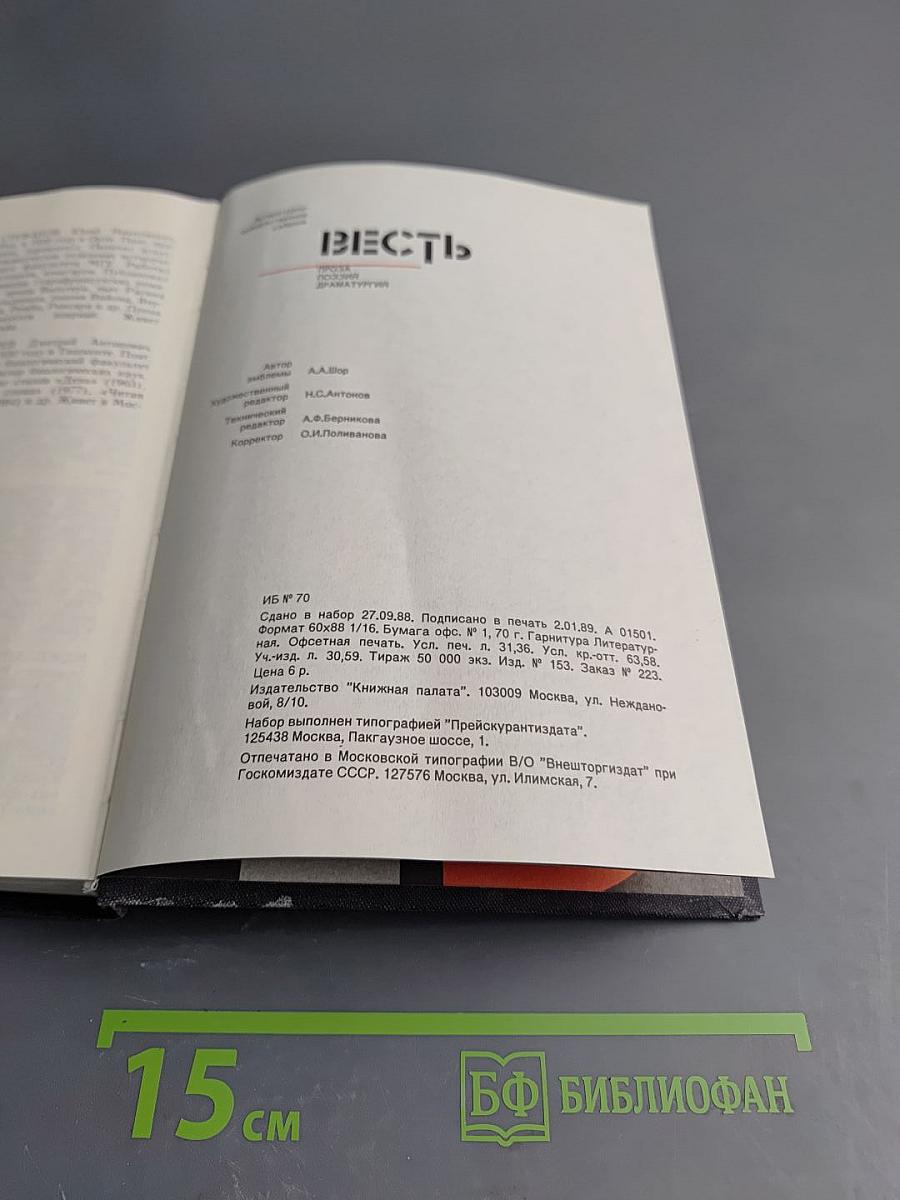 ВЕСТЬ
ПРОЗА
ПОЭЗИЯ
ДРАМАТУРГИЯ
Автор
эмблемы А.А.Шор
Художественный
редактор Н.С.Антонов
Технический
редактор А.Ф.Берникова
Корректор О.И.Поливанова
ИБ № 70
Сдано в набор 27.09.88. Подписано в печать 2.01.89. А 01501.
Формат 60х88 1/16. Бумага офс. № 1, 70 г. Гарнитура Литератур-
ная. Офсетная печать. Усл. печ. л. 31,36. Усл. кр.-отт. 63,58.
Уч.-изд. л. 30,59. Тираж 50 000 экз. Изд. № 153. Заказ № 223.
Цена 6 р.
Издательство "Книжная палата". 103009 Москва, ул. Неждано-
вой, 8/10.
Набор выполнен типографией "Прейскурантиздата".
125438 Москва, Пакгаузное шоссе, 1.
Отпечатано в Московской типографии В/О "Внешторгиздат" при
Госкомиздате СССР. 127576 Москва, ул. Илимская, 7.
15 см
БФ БИБЛИОФАН